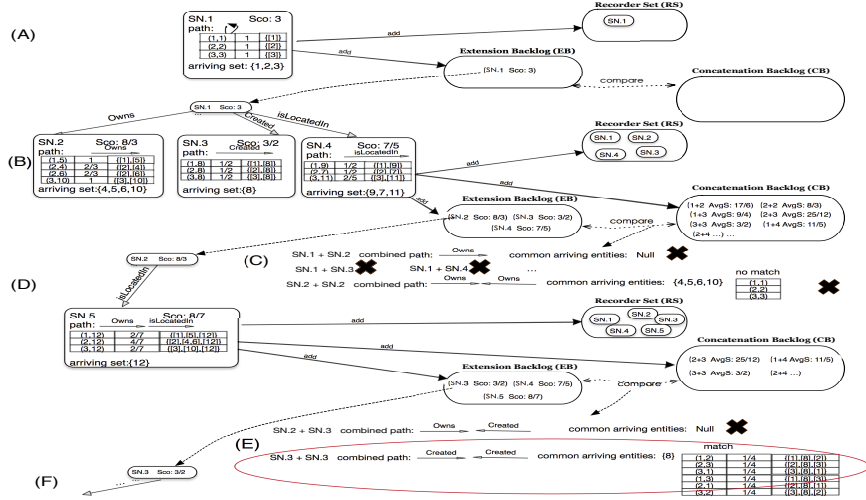 (A)
SN.1 Sco: 3
path:
(1,1) 1 {[1]}
(2,2) 1 {[2]}
(3,3) 1 {[3]}
arriving set: {1,2,3}
add
add
Recorder Set (RS)
SN.1
Extension Backlog (EB)
(SN.1 Sco: 3)
compare
Concatenation Backlog (CB)
SN.1 Sco: 3
...
Owns
Created
isLocatedIn
(B)
SN.2 Sco: 8/3
path: Owns
(1,5) 1 {[1],[5]}
(2,4) 2/3 {[2],[4]}
(2,6) 2/3 {[2],[6]}
(3,10) 1 {[3],[10]}
arriving set:{4,5,6,10}
SN.3 Sco: 3/2
path: Created
(1,8) 1/2 {[1],[8]}
(2,8) 1/2 {[2],[8]}
(3,8) 1/2 {[3],[8]}
arriving set:{8}
SN.4 Sco: 7/5
path: isLocatedIn
(1,9) 1/2 {[1],[9]}
(2,7) 1/2 {[2],[7]}
(3,11) 2/5 {[3],[11]}
arriving set:{9,7,11}
add
add
add
Recorder Set (RS)
SN.1 SN.2
SN.4 SN.3
Extension Backlog (EB)
(SN.2 Sco: 8/3) (SN.3 Sco: 3/2)
(SN.4 Sco: 7/5)
compare
Concatenation Backlog (CB)
(1+2 AvgS: 17/6) (2+2 AvgS: 8/3)
(1+3 AvgS: 9/4) (2+3 AvgS: 25/12)
(3+3 AvgS: 3/2) (1+4 AvgS: 11/5)
(2+4 ...) ...
(C)
SN.1 + SN.2 combined path: Owns common arriving entities: Null
SN.1 + SN.3 SN.1 + SN.4 ...
SN.2 + SN.2 combined path: Owns Owns common arriving entities: {4,5,6,10}
no match
(1,1)
(2,2)
(3,3)
SN.2 Sco: 8/3
isLocatedIn
(D)
SN.5 Sco: 8/7
path: Owns isLocatedIn
(1,12) 2/7 {[1],[5],[12]}
(2,12) 4/7 {[2],[4,6],[12]}
(3,12) 2/7 {[3],[10],[12]}
arriving set:{12}
add
add
add
Recorder Set (RS)
SN.1 SN.2 SN.3
SN.4 SN.5
Extension Backlog (EB)
(SN.3 Sco: 3/2) (SN.4 Sco: 7/5)
(SN.5 Sco: 8/7)
compare
Concatenation Backlog (CB)
(2+3 AvgS: 25/12) (1+4 AvgS: 11/5)
(3+3 AvgS: 3/2) (2+4 ...)
SN.2 + SN.3 combined path: Owns Created common arriving entities: Null
(E)
SN.3 + SN.3 combined path: Created Created common arriving entities: {8}
match
(1,2) 1/4 {[1],[8],[2]}
(2,3) 1/4 {[2],[8],[3]}
(3,1) 1/4 {[3],[8],[1]}
(1,3) 1/4 {[1],[8],[3]}
(2,1) 1/4 {[2],[8],[1]}
(3,2) 1/4 {[3],[8],[2]}
SN.3 Sco: 3/2
...
(F)